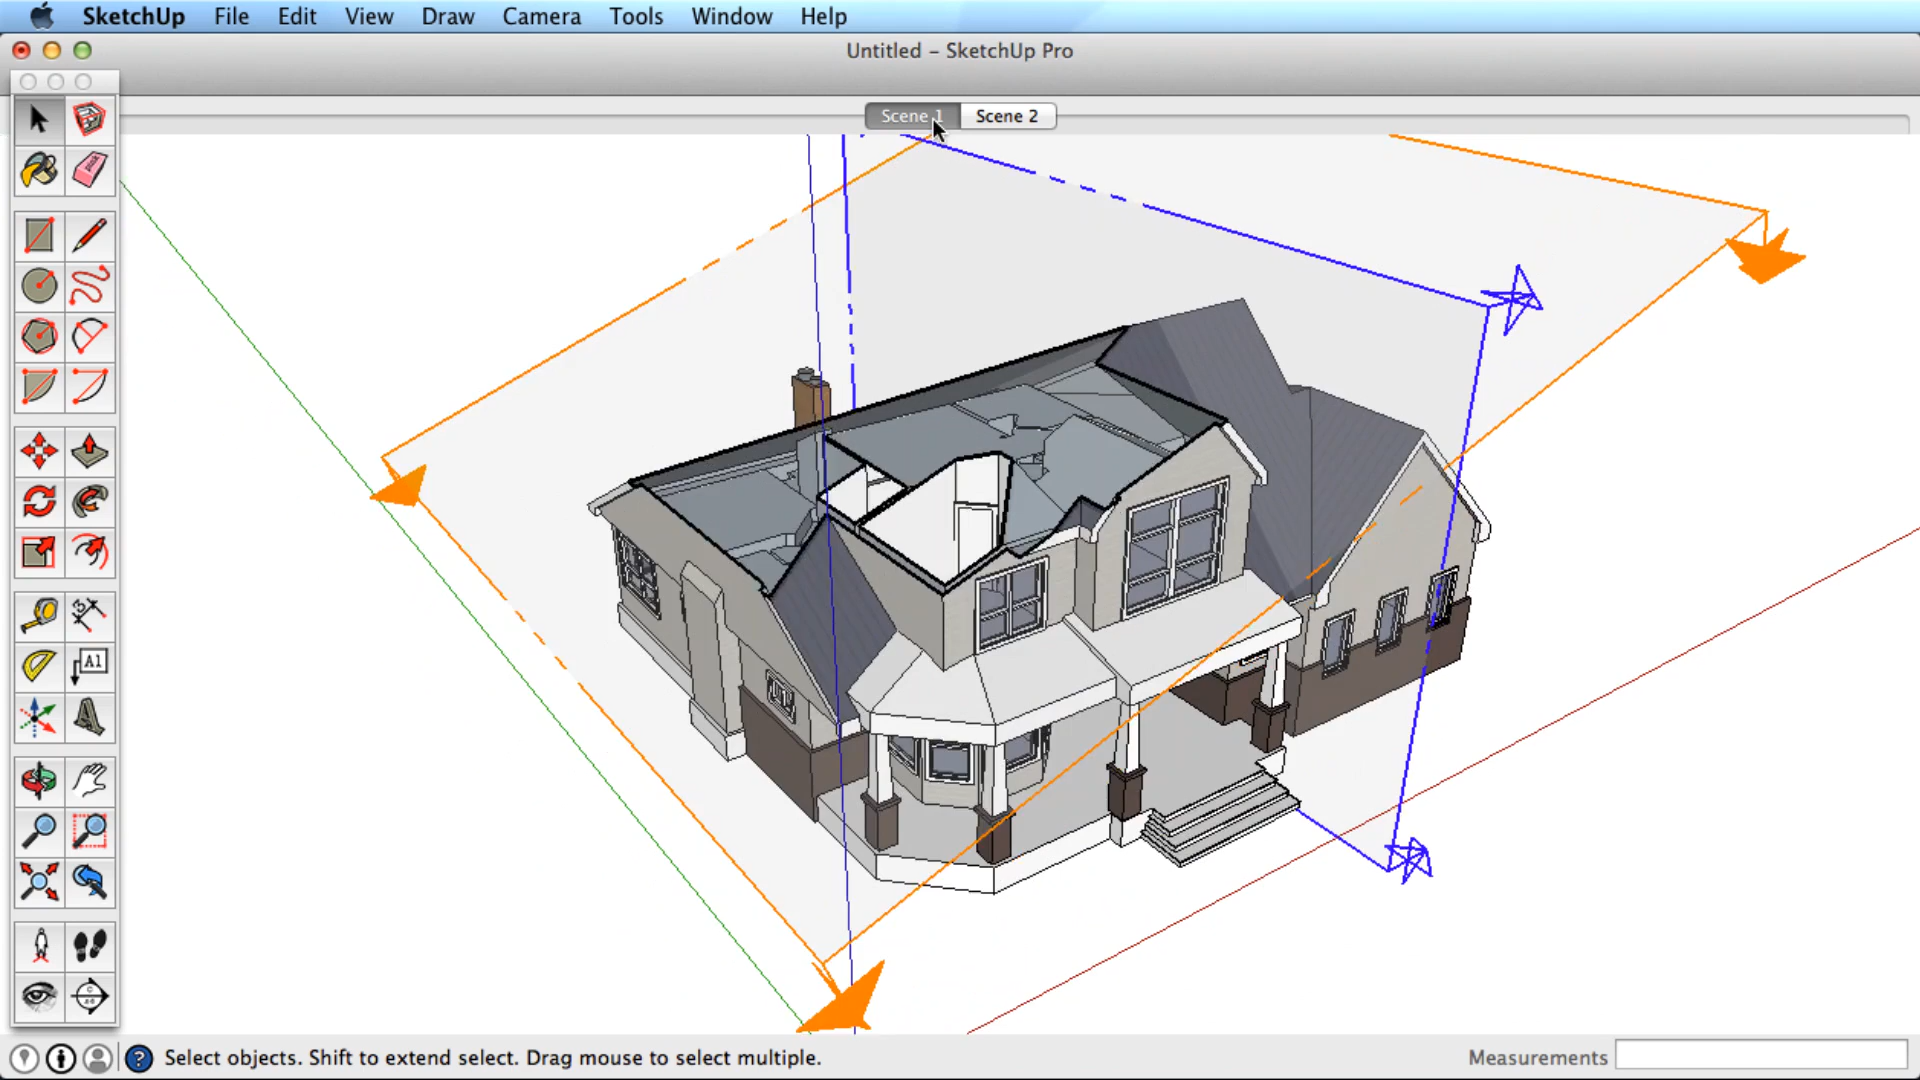 SketchUp File Edit View Draw Camera Tools Window Help
Untitled – SketchUp Pro
Scene 1 Scene 2
A1
Select objects. Shift to extend select. Drag mouse to select multiple.
Measurements